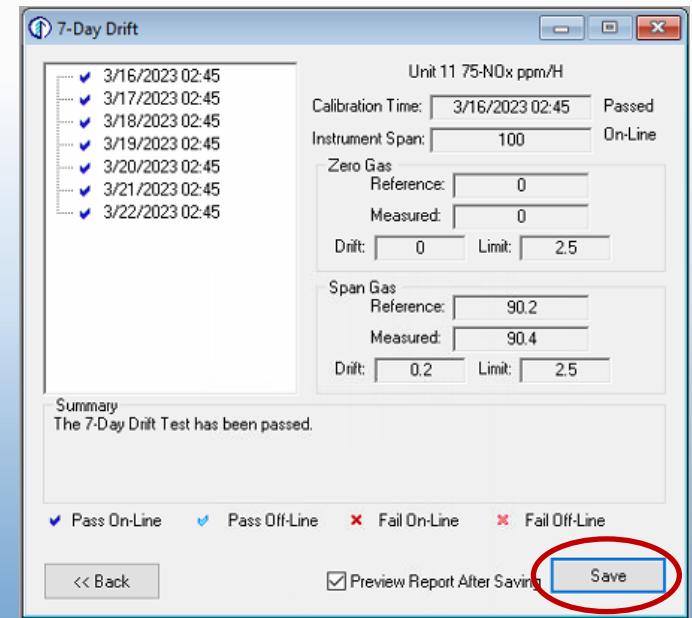 7-Day Drift
3/16/2023 02:45
3/17/2023 02:45
3/18/2023 02:45
3/19/2023 02:45
3/20/2023 02:45
3/21/2023 02:45
3/22/2023 02:45
Unit 11 75-NOx ppm/H
Calibration Time: 3/16/2023 02:45 Passed
Instrument Span: 100 On-Line
Zero Gas
Reference: 0
Measured: 0
Drift: 0 Limit: 2.5
Span Gas
Reference: 90.2
Measured: 90.4
Drift: 0.2 Limit: 2.5
Summary
The 7-Day Drift Test has been passed.
Pass On-Line Pass Off-Line Fail On-Line Fail Off-Line
<< Back Preview Report After Saving Save